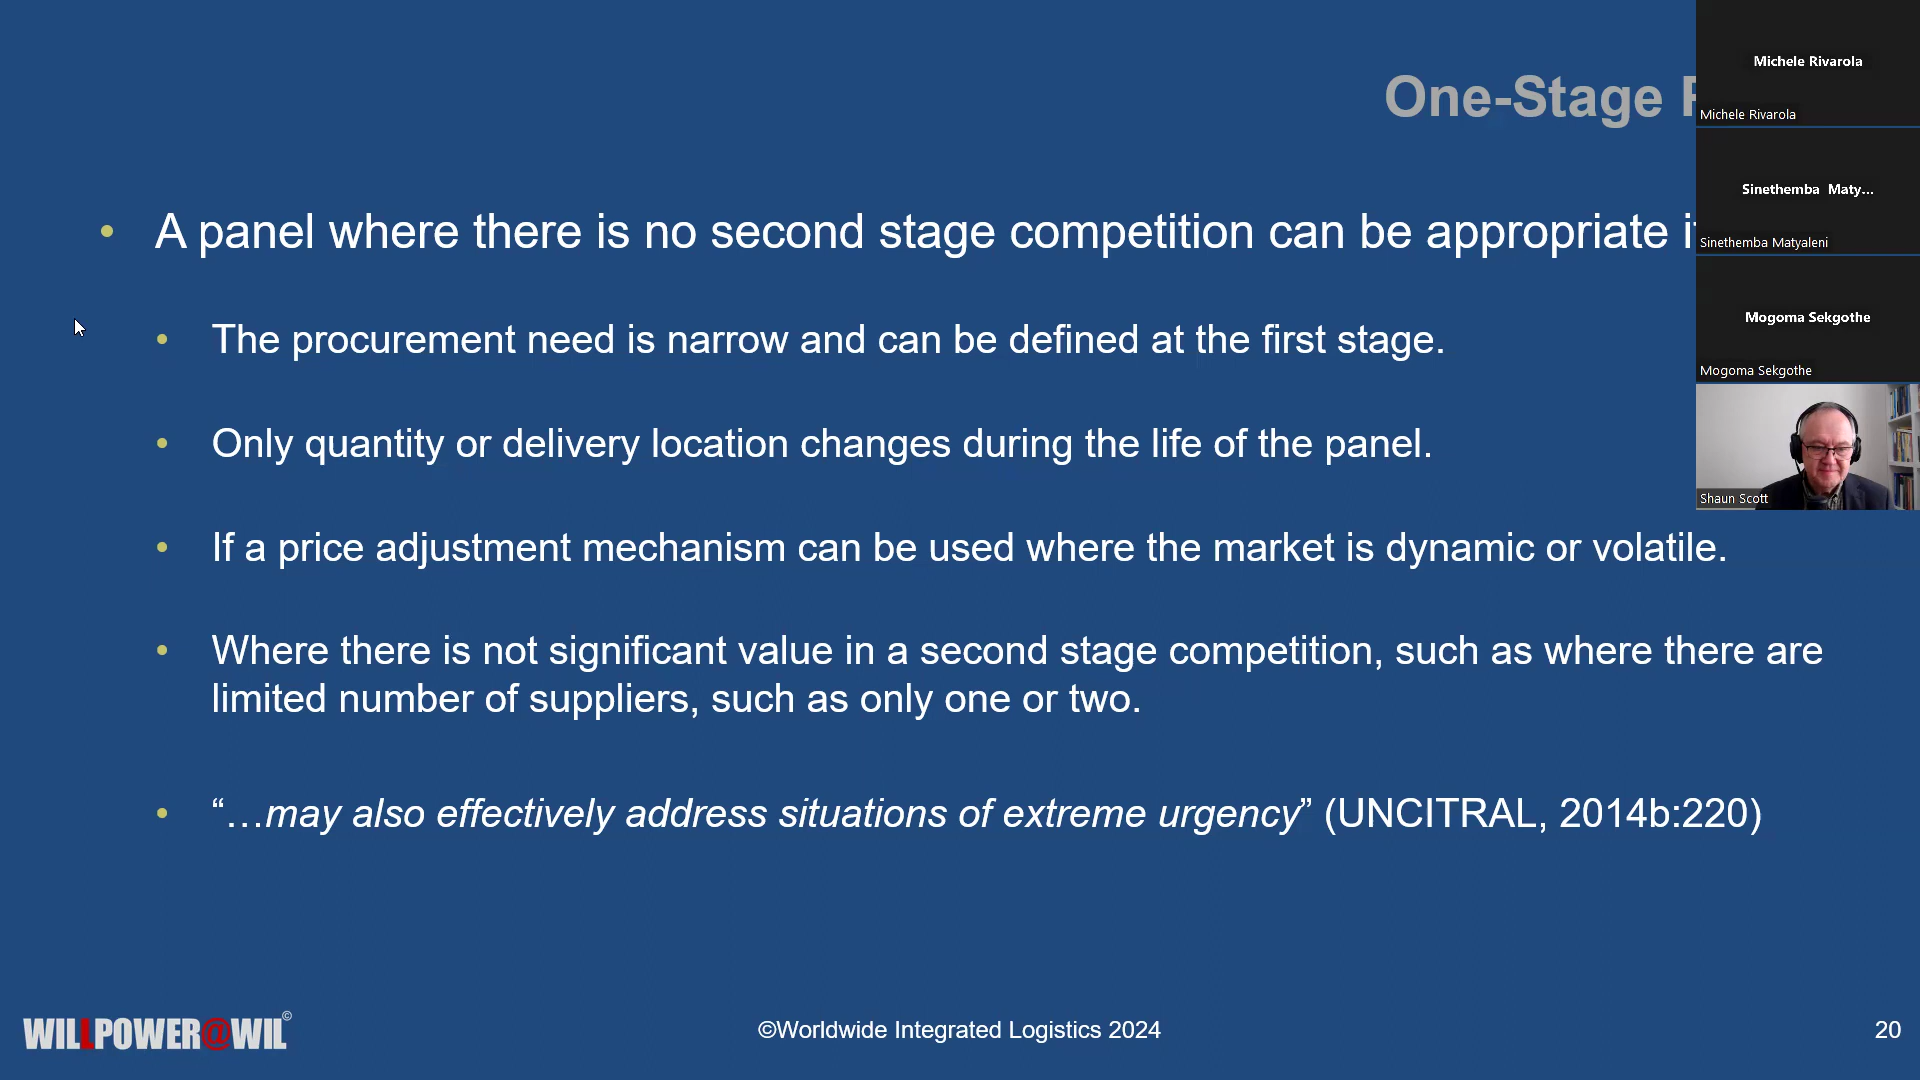 One-Stage
• A panel where there is no second stage competition can be appropriate
• The procurement need is narrow and can be defined at the first stage.
• Only quantity or delivery location changes during the life of the panel.
• If a price adjustment mechanism can be used where the market is dynamic or volatile.
• Where there is not significant value in a second stage competition, such as where there are
limited number of suppliers, such as only one or two.
• “…may also effectively address situations of extreme urgency” (UNCITRAL, 2014b:220)
WILLPOWER@WIL©
©Worldwide Integrated Logistics 2024
20
Michele Rivarola
Michele Rivarola
Sinethemba Maty...
Sinethemba Matyaleni
Mogoma Sekgothe
Mogoma Sekgothe
Shaun Scott